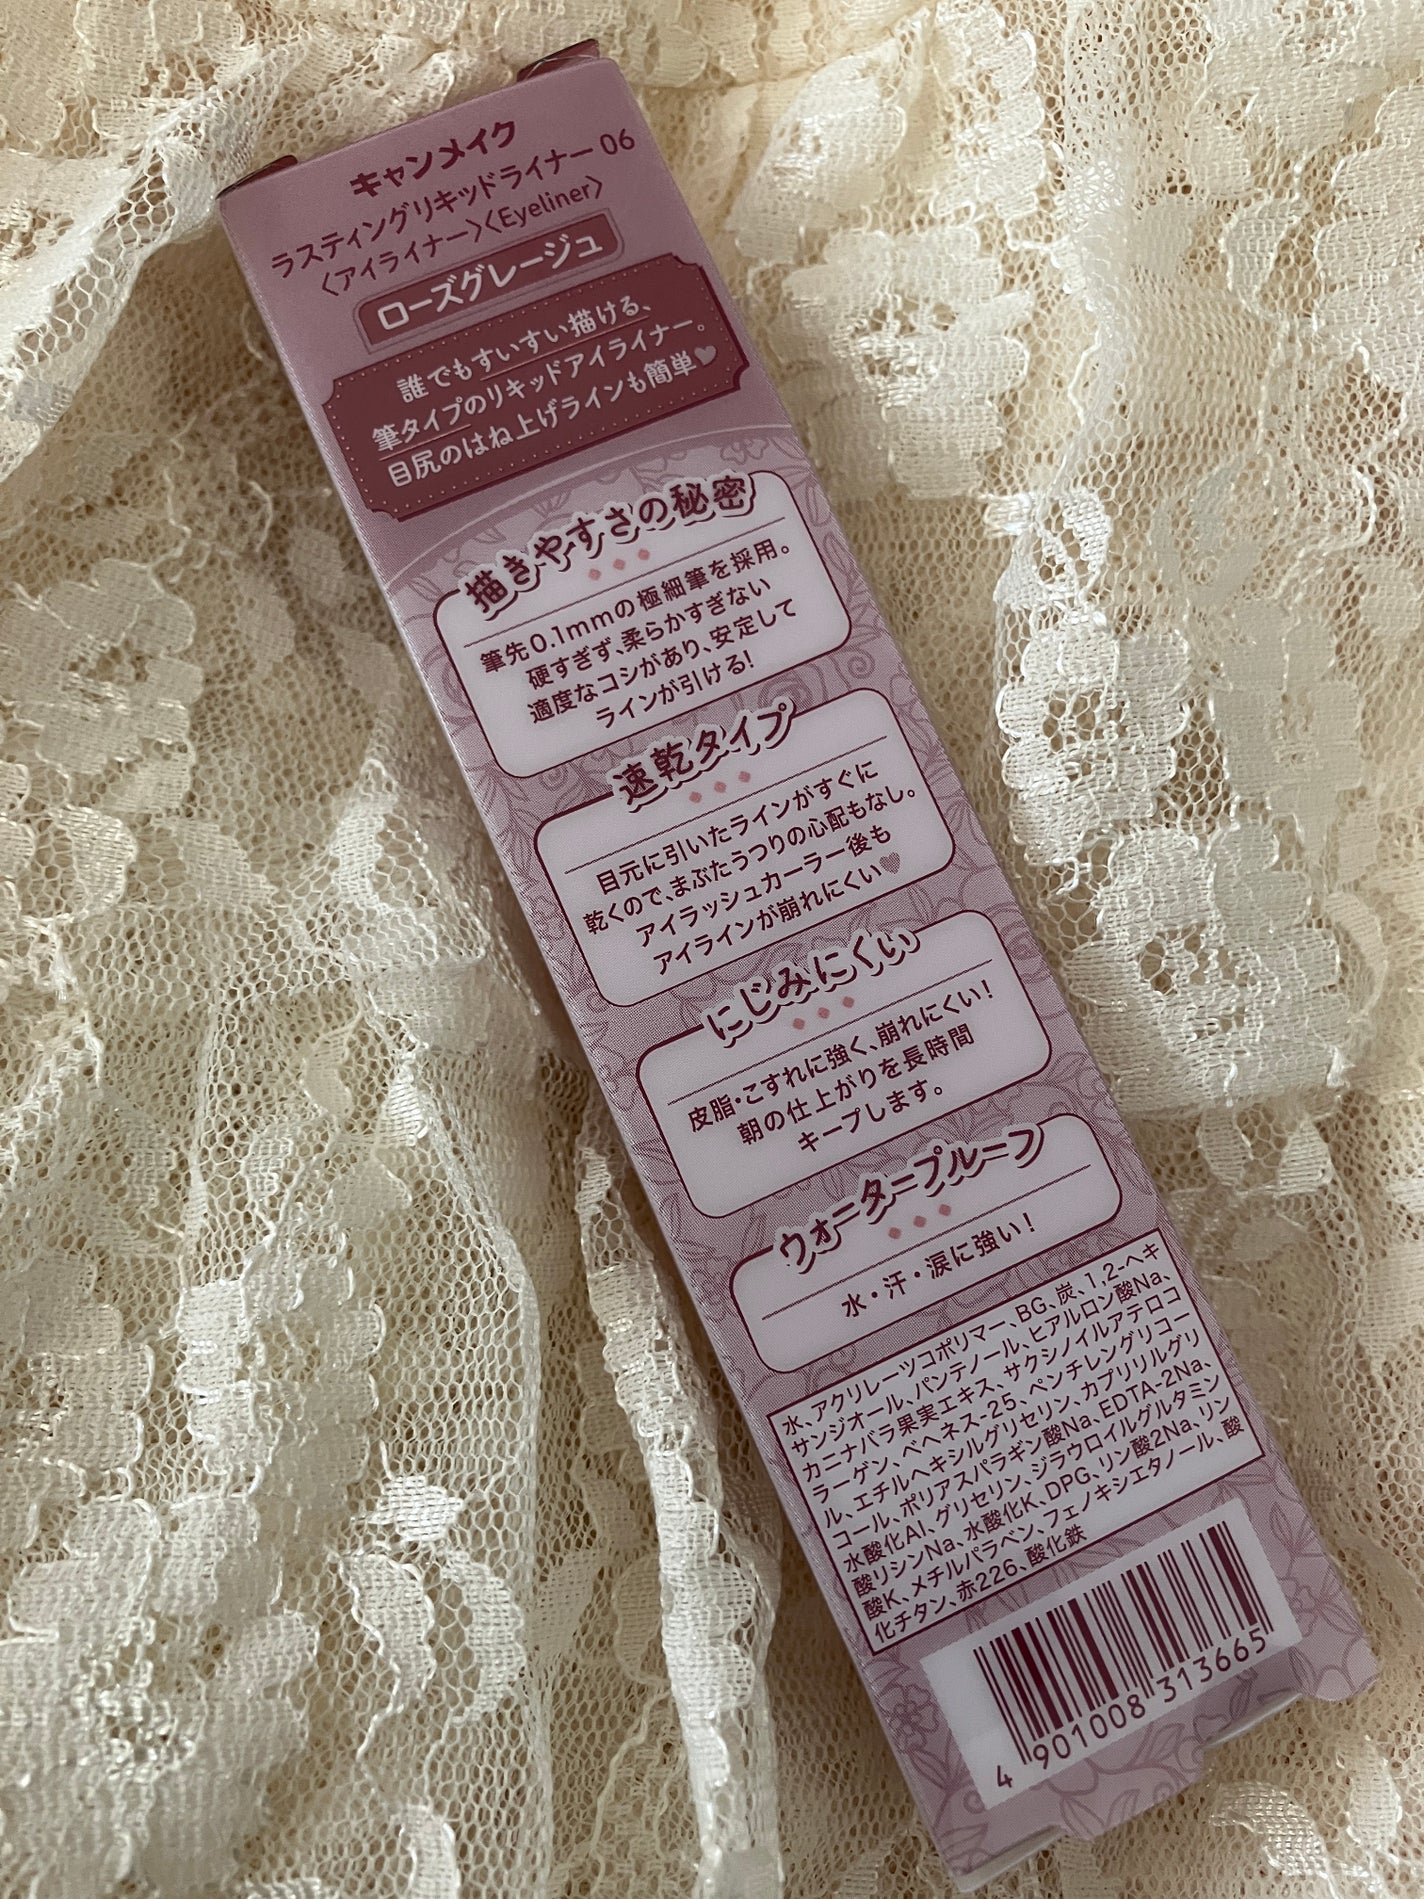 キャンメイク
ラスティングリキッドライナー 06
〈アイライナー〉〈Eyeliner〉
ローズグレージュ
誰でもすいすい描ける、
筆タイプのリキッドアイライナー。
目尻のはね上げラインも簡単♥
描きやすさの秘密
筆先0.1mmの極細筆を採用。
硬すぎず、柔らかすぎない
適度なコシがあり、安定して
ラインが引ける!
速乾タイプ
目元に引いたラインがすぐに
乾くので、まぶたうつりの心配もなし。
アイラッシュカーラー後も
アイラインが崩れにくい♥
にじみにくい
皮脂・こすれに強く、崩れにくい!
朝の仕上がりを長時間
キープします。
ウォータープルーフ
水・汗・涙に強い!
水、アクリレーツコポリマー、BG、炭、1,2-ヘキ
サンジオール、パンテノール、ヒアルロン酸Na、
カニナバラ果実エキス、サクシノイルアテロコ
ラーゲン、ベヘネス-25、ペンチレングリコー
ル、エチルヘキシルグリセリン、カプリリルグリ
コール、ポリアスパラギン酸Na、EDTA-2Na、
水酸化Al、グリセリン、ジラウロイルグルタミン
酸リシンNa、水酸化K、DPG、リン酸2Na、リン
酸K、メチルパラベン、フェノキシエタノール、酸
化チタン、赤226、酸化鉄
4 901008 313665